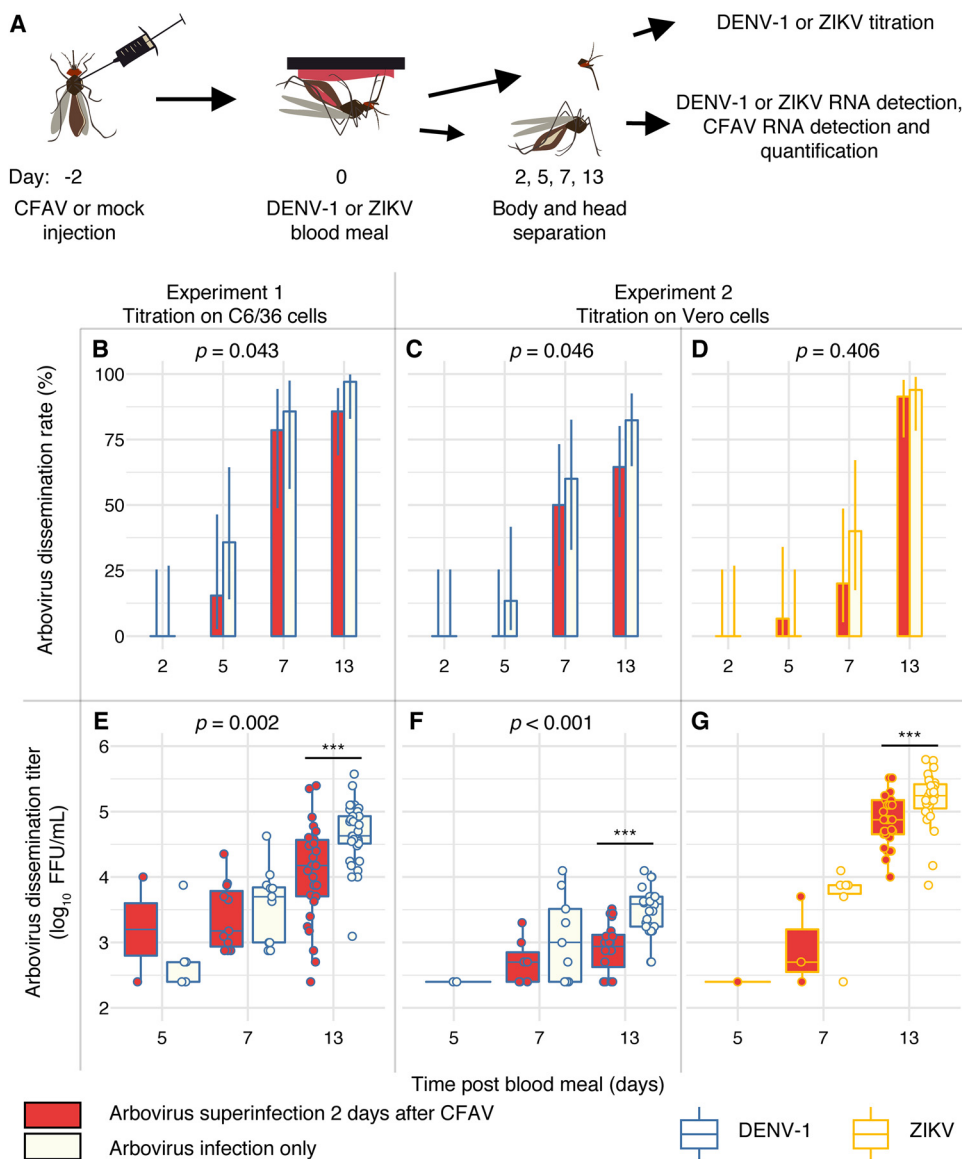 A
DENV-1 or ZIKV titration
DENV-1 or ZIKV RNA detection,
CFAV RNA detection and
quantification
Day: -2 0 2, 5, 7, 13
CFAV or mock
injection
DENV-1 or ZIKV
blood meal
Body and head
separation
Experiment 1
Titration on C6/36 cells
Experiment 2
Titration on Vero cells
Arbovirus dissemination rate (%)
B
p = 0.043
100
75
50
25
0
2 5 7 13
C
p = 0.046
2 5 7 13
D
p = 0.406
2 5 7 13
Arbovirus dissemination titer
(log10 FFU/mL)
E
p = 0.002
***
6
5
4
3
2
5 7 13
F
p < 0.001
***
5 7 13
G
***
5 7 13
Time post blood meal (days)
Arbovirus superinfection 2 days after CFAV
Arbovirus infection only
DENV-1
ZIKV